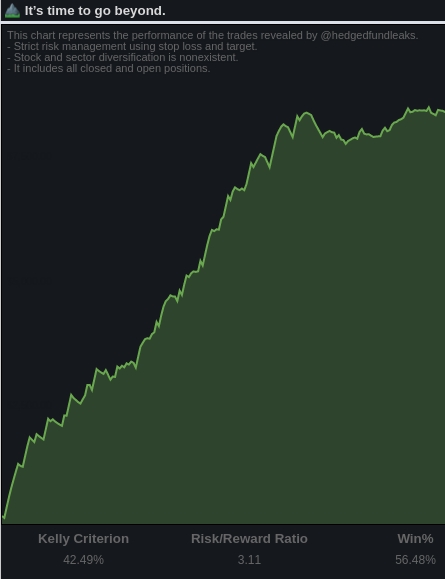 It's time to go beyond.
This chart represents the performance of the trades revealed by @hedgedfundleaks.
- Strict risk management using stop loss and target.
- Stock and sector diversification is nonexistent.
- It includes all closed and open positions.
Kelly Criterion Risk/Reward Ratio Win%
42.49% 3.11 56.48%